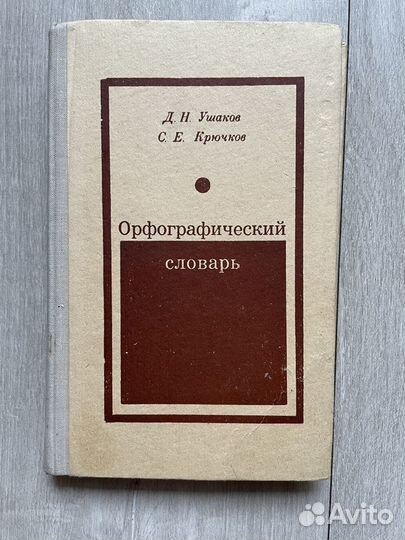 Д. Н. Ушаков
С. Е. Крючков
Орфографический
словарь
Avito